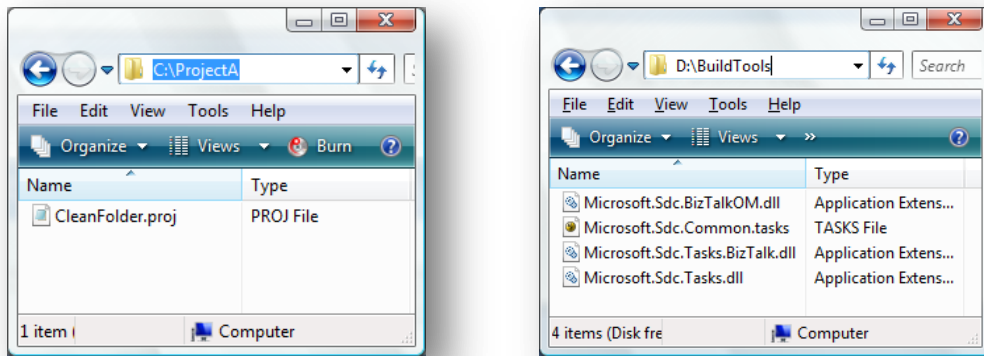 C:\ProjectA
File Edit View Tools Help
Organize Views Burn
Name Type
CleanFolder.proj PROJ File
1 item (
Computer
D:\BuildTools
Search
File Edit View Tools Help
Organize Views »
Name Type
Microsoft.Sdc.BizTalkOM.dll Application Extens...
Microsoft.Sdc.Common.tasks TASKS File
Microsoft.Sdc.Tasks.BizTalk.dll Application Extens...
Microsoft.Sdc.Tasks.dll Application Extens...
4 items (Disk fre
Computer